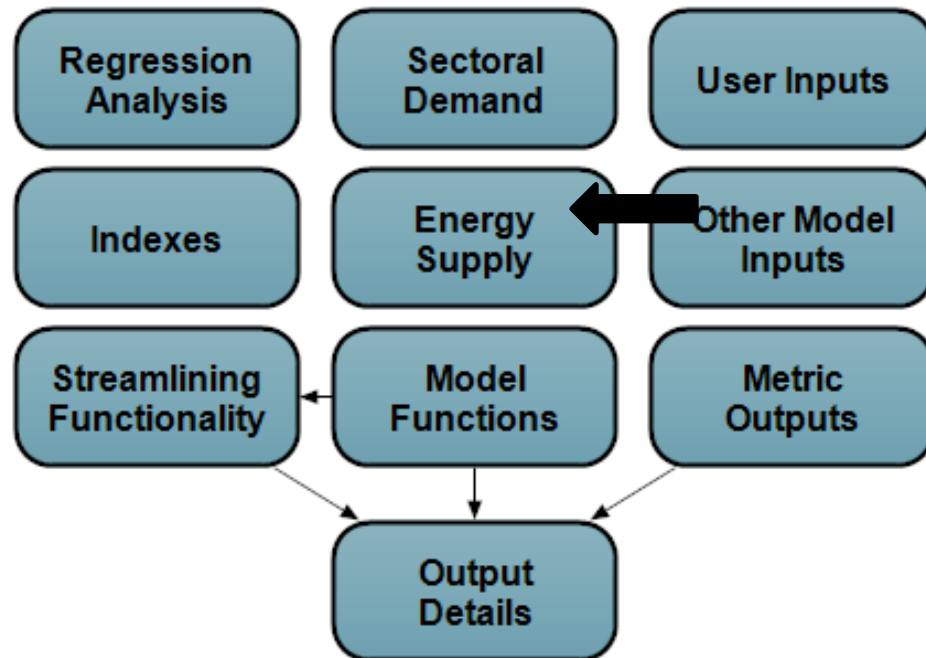 Regression
Analysis
Sectoral
Demand
User Inputs
Indexes
Energy
Supply
Other Model
Inputs
Streamlining
Functionality
Model
Functions
Metric
Outputs
Output
Details